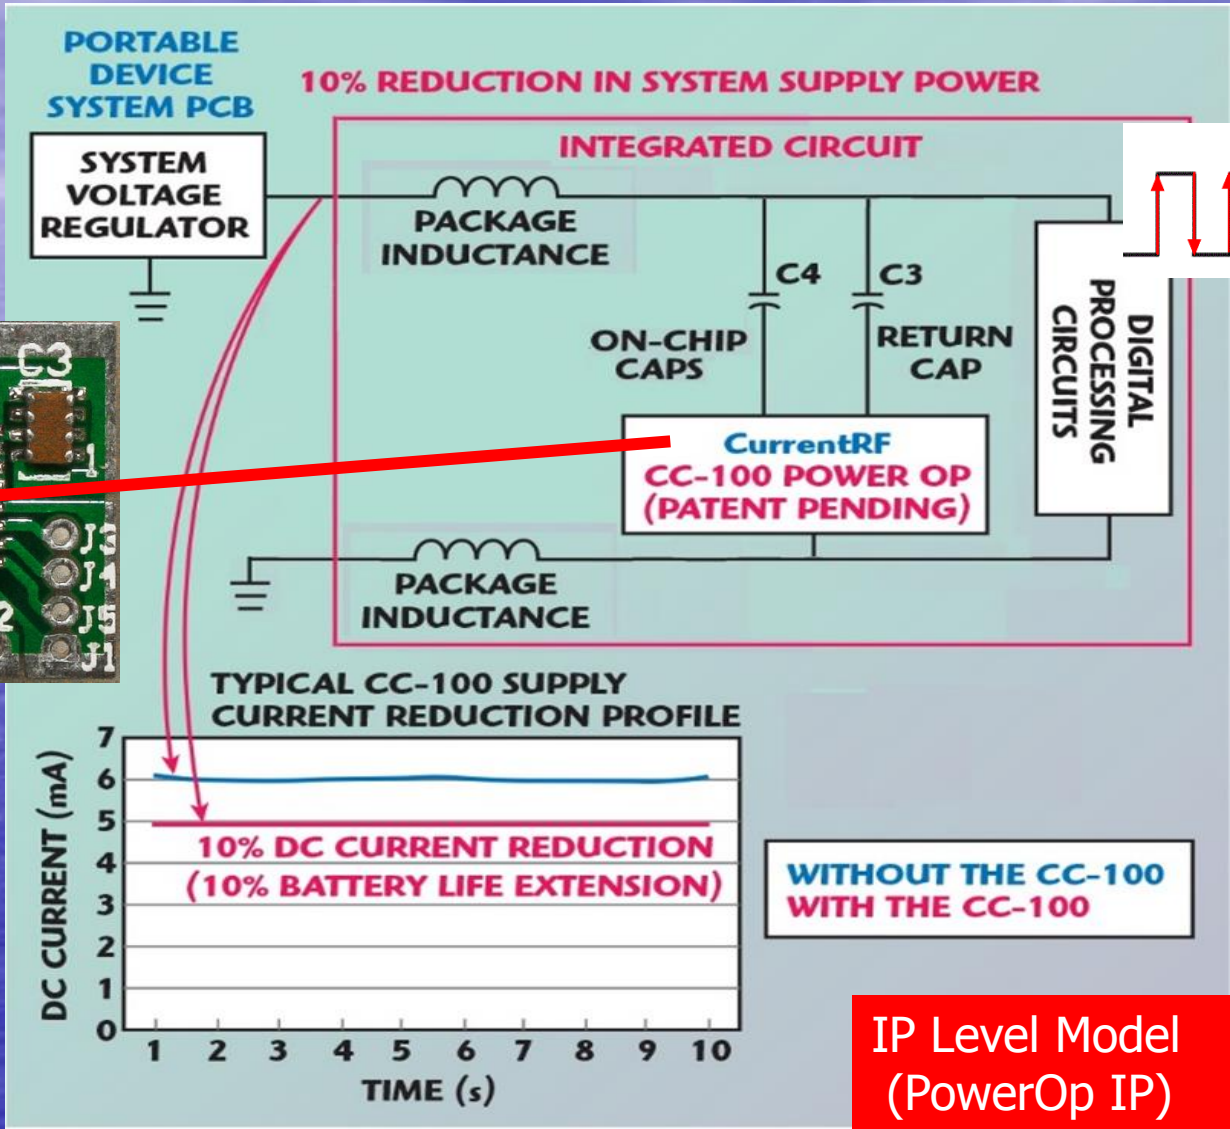 PORTABLE
DEVICE
SYSTEM PCB
10% REDUCTION IN SYSTEM SUPPLY POWER
SYSTEM
VOLTAGE
REGULATOR
INTEGRATED CIRCUIT
PACKAGE
INDUCTANCE
C4
C3
ON-CHIP
CAPS
RETURN
CAP
DIGITAL
PROCESSING
CIRCUITS
CurrentRF
CC-100 POWER OP
(PATENT PENDING)
PACKAGE
INDUCTANCE
C3
1
J3
J4
J5
J1
2
TYPICAL CC-100 SUPPLY
CURRENT REDUCTION PROFILE
DC CURRENT (mA)
7
6
5
4
3
2
1
0
10% DC CURRENT REDUCTION
(10% BATTERY LIFE EXTENSION)
1 2 3 4 5 6 7 8 9 10
TIME (s)
WITHOUT THE CC-100
WITH THE CC-100
IP Level Model
(PowerOp IP)